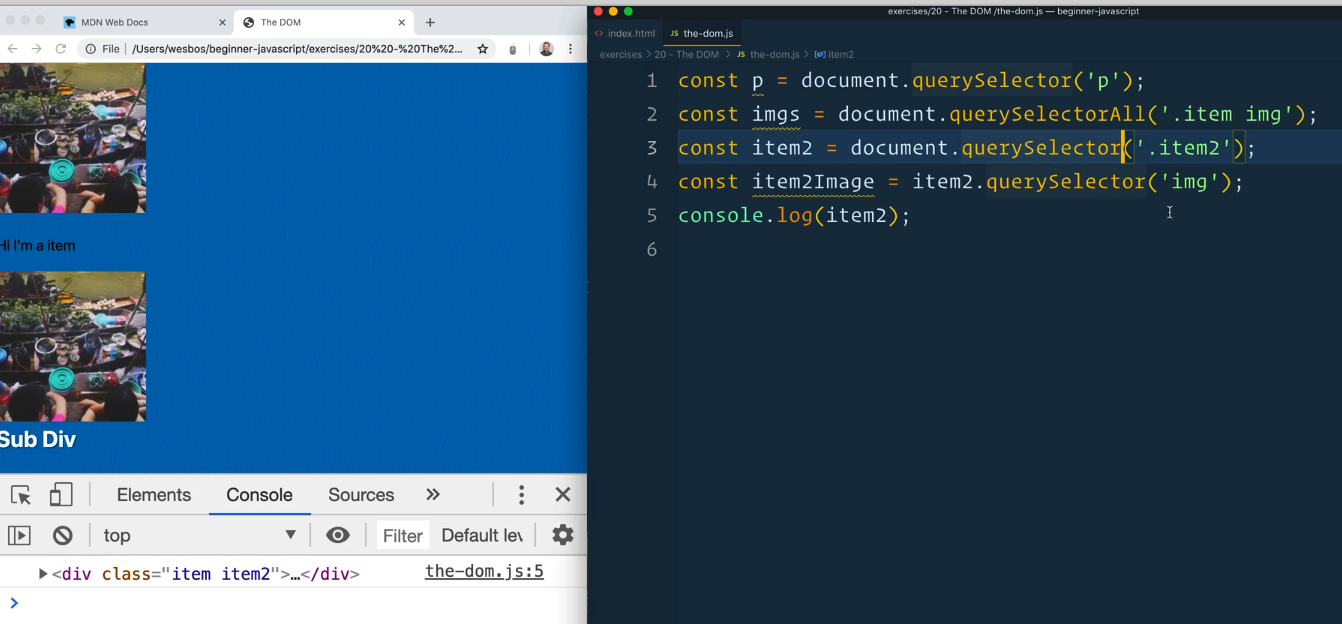 MDN Web Docs
The DOM
File | /Users/wesbos/beginner-javascript/exercises/20%20-%20The%2...
Hi I'm a item
Sub Div
Elements Console Sources
top Filter Default lev
<div class="item item2">…</div> the-dom.js:5
exercises/20 - The DOM /the-dom.js — beginner-javascript
<> index.html JS the-dom.js
exercises > 20 - The DOM > JS the-dom.js > item2
1 const p = document.querySelector('p');
2 const imgs = document.querySelectorAll('.item img');
3 const item2 = document.querySelector('.item2');
4 const item2Image = item2.querySelector('img');
5 console.log(item2);
6